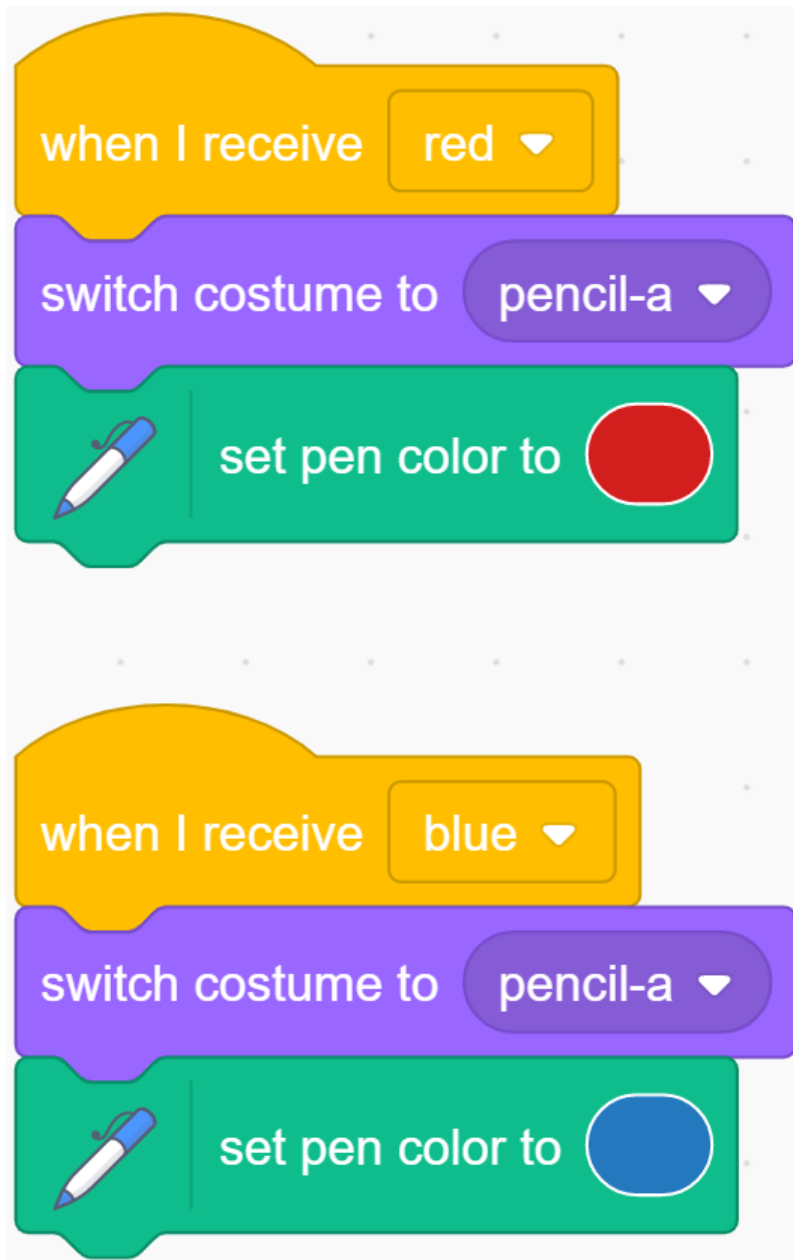 when I receive red
switch costume to pencil-a
set pen color to
when I receive blue
switch costume to pencil-a
set pen color to